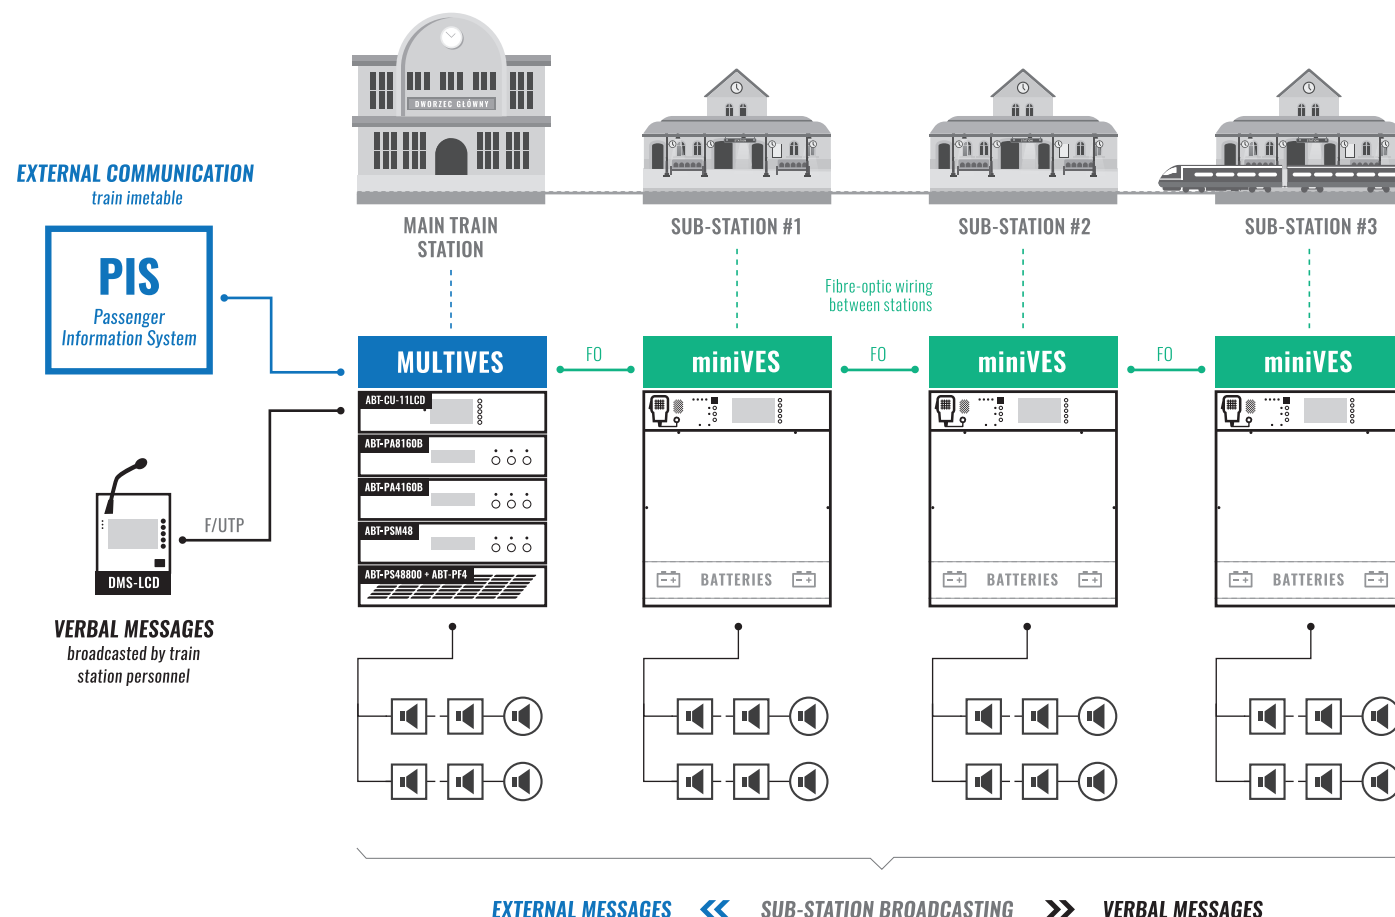 DWORZEC GŁÓWNY
EXTERNAL COMMUNICATION
train imetable
MAIN TRAIN
STATION
SUB-STATION #1
SUB-STATION #2
SUB-STATION #3
PIS
Passenger
Information System
Fibre-optic wiring
between stations
MULTIVES
FO
miniVES
FO
miniVES
FO
miniVES
ABT-CU-11LCD
ABT-PA8160B
ABT-PA4160B
ABT-PSM48
ABT-PS48800 + ABT-PF4
F/UTP
DMS-LCD
BATTERIES
BATTERIES
BATTERIES
VERBAL MESSAGES
broadcasted by train
station personnel
EXTERNAL MESSAGES
SUB-STATION BROADCASTING
VERBAL MESSAGES